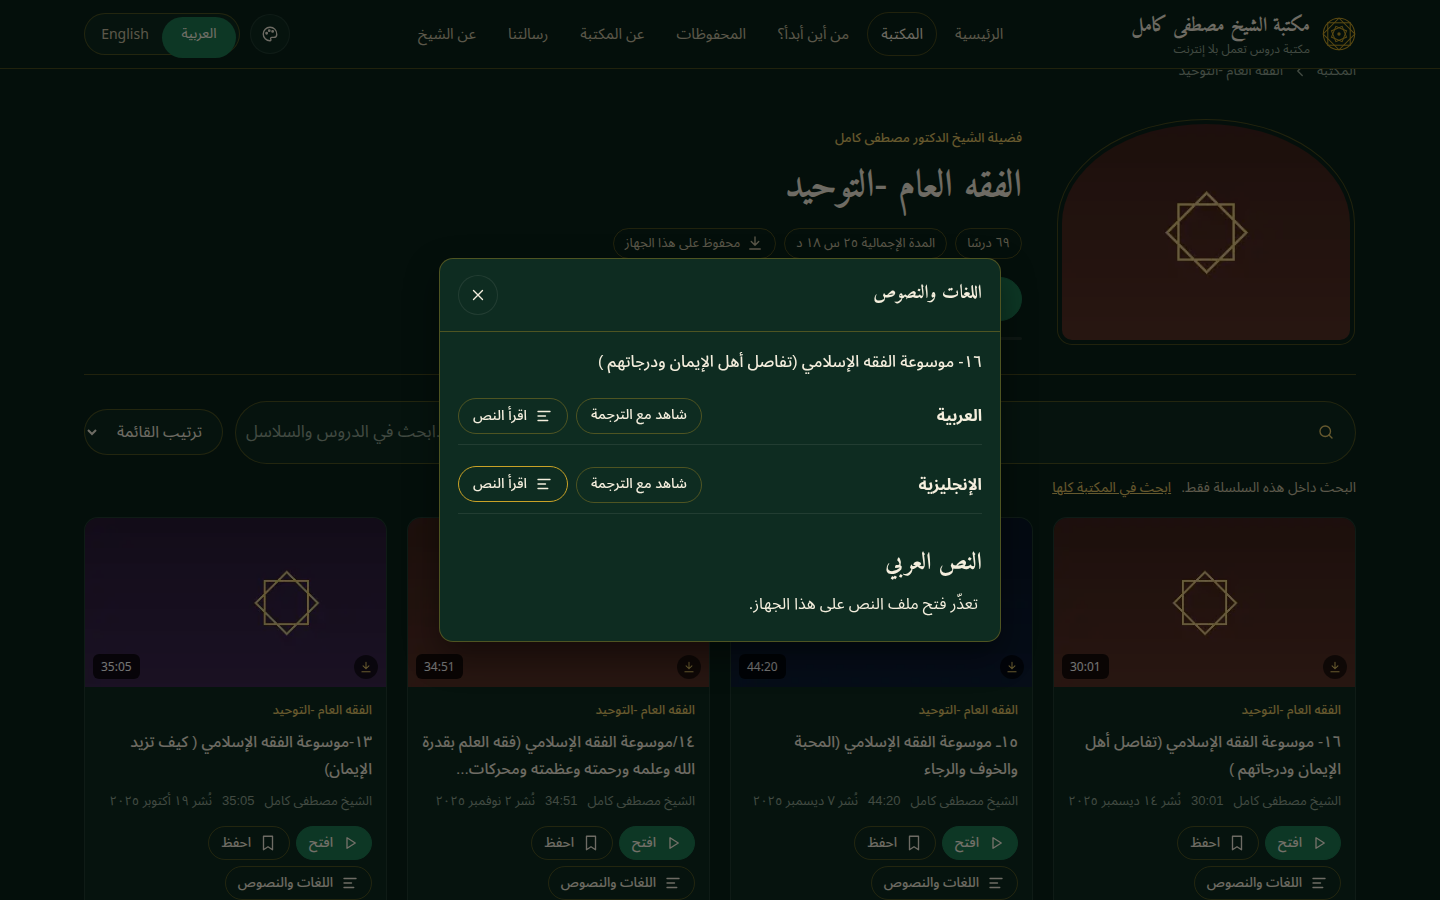 مكتبة الشيخ مصطفى كامل
مكتبة دروس تعمل بلا إنترنت
الرئيسية
المكتبة
من أين أبدأ؟
المحفوظات
عن المكتبة
رسالتنا
عن الشيخ
العربية
English
المكتبة
الفقه العام -التوحيد
فضيلة الشيخ الدكتور مصطفى كامل
الفقه العام -التوحيد
٦٩ درسًا
المدة الإجمالية ٢٥ س ١٨ د
محفوظ على هذا الجهاز
اللغات والنصوص
١٦- موسوعة الفقه الإسلامي (تفاصل أهل الإيمان ودرجاتهم )
العربية
شاهد مع الترجمة
اقرأ النص
الإنجليزية
شاهد مع الترجمة
اقرأ النص
النص العربي
تعذّر فتح ملف النص على هذا الجهاز.
ابحث في الدروس والسلاسل
ترتيب القائمة
البحث داخل هذه السلسلة فقط. ابحث في المكتبة كلها
30:01
الفقه العام -التوحيد
١٦- موسوعة الفقه الإسلامي (تفاصل أهل
الإيمان ودرجاتهم )
الشيخ مصطفى كامل 30:01 نُشر ١٤ ديسمبر ٢٠٢٥
افتح
احفظ
اللغات والنصوص
44:20
الفقه العام -التوحيد
١٥ـ موسوعة الفقه الإسلامي (المحبة
والخوف والرجاء
الشيخ مصطفى كامل 44:20 نُشر ٧ ديسمبر ٢٠٢٥
افتح
احفظ
اللغات والنصوص
34:51
الفقه العام -التوحيد
١٤/موسوعة الفقه الإسلامي (فقه العلم بقدرة
الله وعلمه ورحمته وعظمته ومحركات...
الشيخ مصطفى كامل 34:51 نُشر ٢ نوفمبر ٢٠٢٥
افتح
احفظ
اللغات والنصوص
35:05
الفقه العام -التوحيد
١٣-موسوعة الفقه الإسلامي ( كيف تزيد
الإيمان)
الشيخ مصطفى كامل 35:05 نُشر ١٩ أكتوبر ٢٠٢٥
افتح
احفظ
اللغات والنصوص